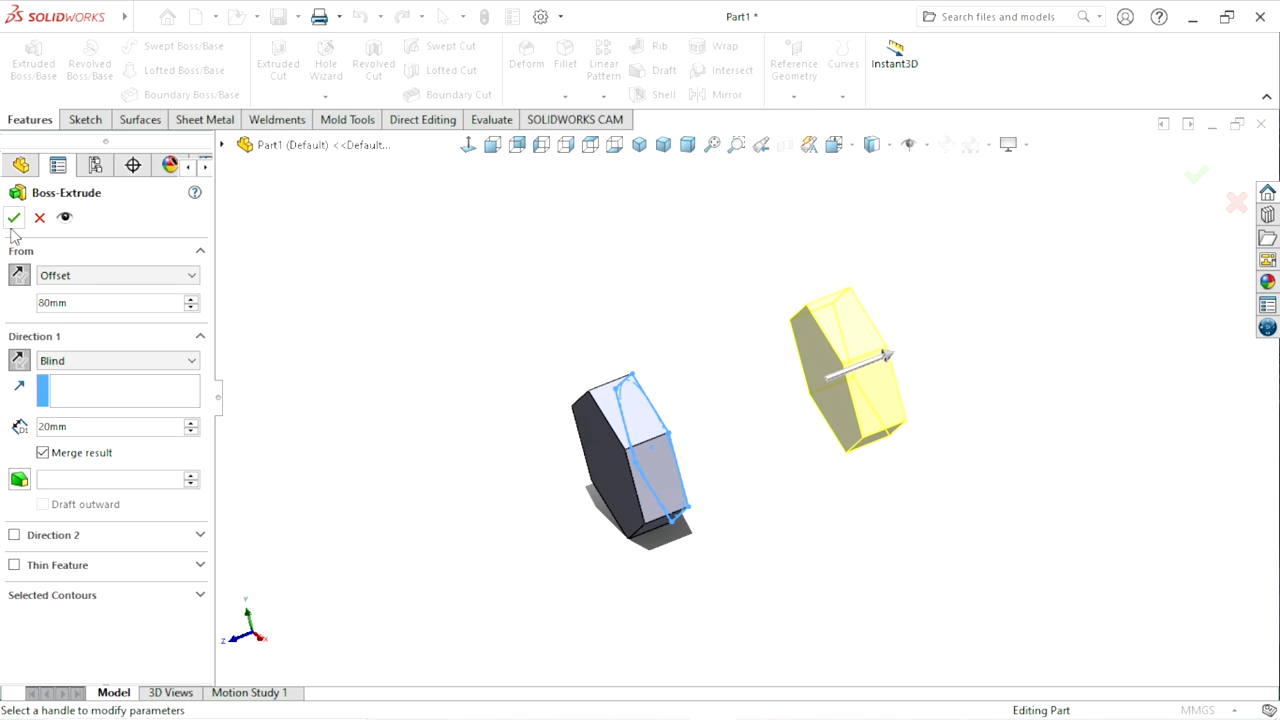 SOLIDWORKS
Part1 *
Search files and models
Extruded Boss/Base
Revolved Boss/Base
Swept Boss/Base
Lofted Boss/Base
Boundary Boss/Base
Extruded Cut
Hole Wizard
Revolved Cut
Swept Cut
Lofted Cut
Boundary Cut
Deform
Fillet
Linear Pattern
Rib
Draft
Shell
Wrap
Intersect
Mirror
Reference Geometry
Curves
Instant3D
Features
Sketch
Surfaces
Sheet Metal
Weldments
Mold Tools
Direct Editing
Evaluate
SOLIDWORKS CAM
Part1 (Default) <<Default...
Boss-Extrude
From
Offset
80mm
Direction 1
Blind
D1
20mm
Merge result
Draft outward
Direction 2
Thin Feature
Selected Contours
Y
Z
X
Model
3D Views
Motion Study 1
Select a handle to modify parameters
Editing Part
MMGS